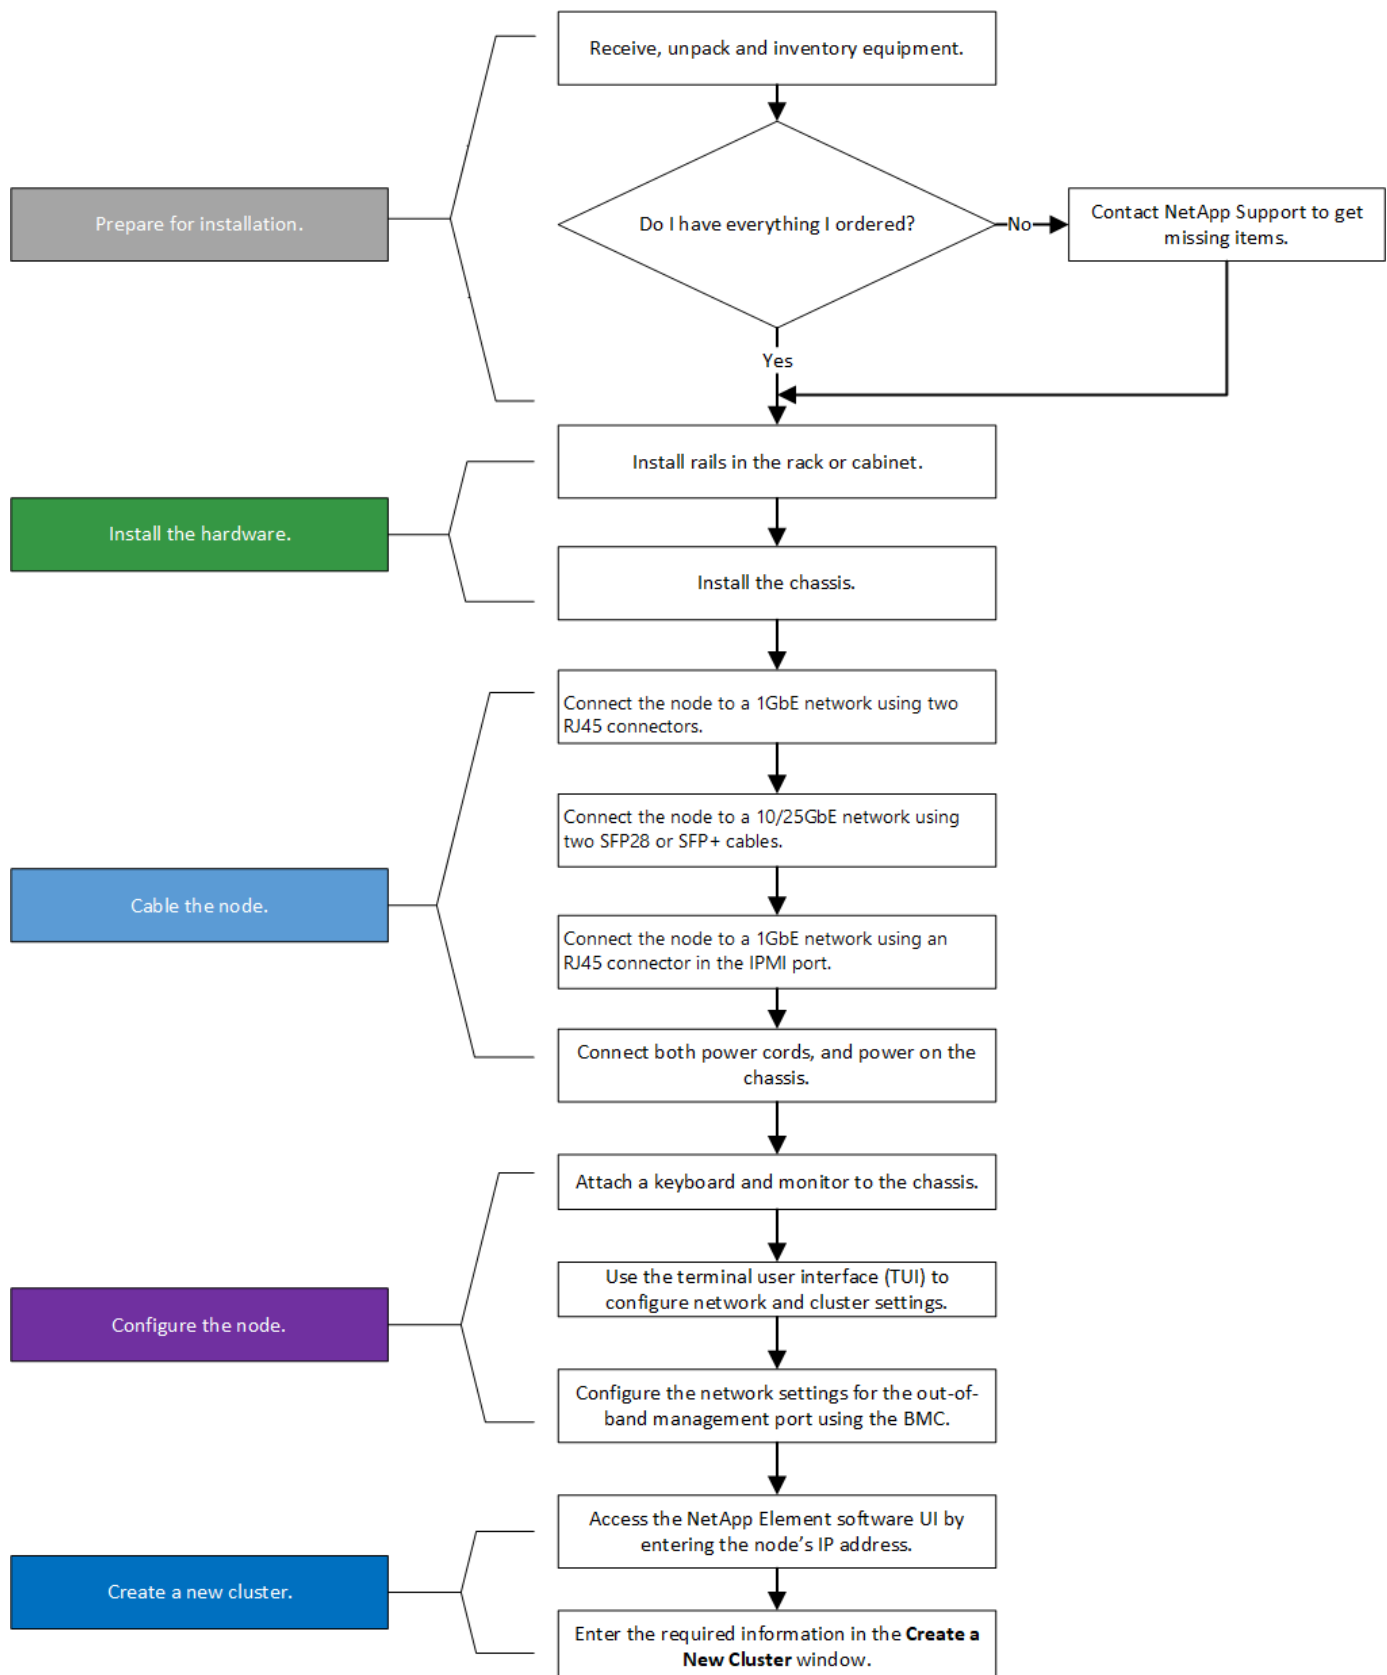 Receive, unpack and inventory equipment.
Prepare for installation.
Do I have everything I ordered?
No
Contact NetApp Support to get
missing items.
Yes
Install rails in the rack or cabinet.
Install the hardware.
Install the chassis.
Connect the node to a 1GbE network using two
RJ45 connectors.
Connect the node to a 10/25GbE network using
two SFP28 or SFP+ cables.
Cable the node.
Connect the node to a 1GbE network using an
RJ45 connector in the IPMI port.
Connect both power cords, and power on the
chassis.
Attach a keyboard and monitor to the chassis.
Use the terminal user interface (TUI) to
configure network and cluster settings.
Configure the node.
Configure the network settings for the out-of-
band management port using the BMC.
Access the NetApp Element software UI by
entering the node’s IP address.
Create a new cluster.
Enter the required information in the Create a
New Cluster window.